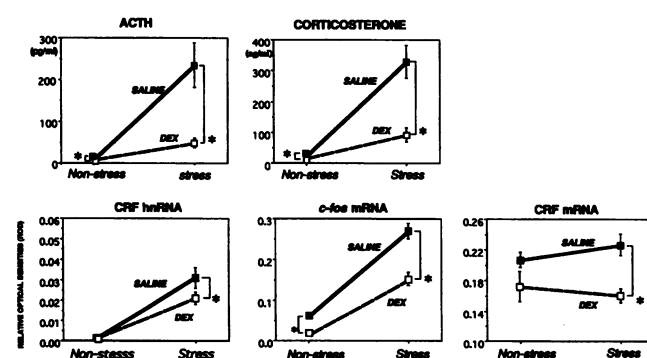 ACTH
CORTICOSTERONE
300
(pg/ml)
200
100
0
SALINE
DEX
*
*
Non-stress
stress
400
(ng/ml)
300
200
100
0
SALINE
DEX
*
*
Non-stress
Stress
CRF hnRNA
c-fos mRNA
CRF mRNA
RELATIVE OPTICAL DENSITIES (ROD)
0.06
0.05
0.04
0.03
0.02
0.01
0.00
SALINE
DEX
*
Non-stesss
Stress
0.3
0.2
0.1
0.0
SALINE
DEX
*
*
Non-stress
Stress
0.26
0.22
0.18
0.14
0.10
SALINE
DEX
*
Non-stress
Stress